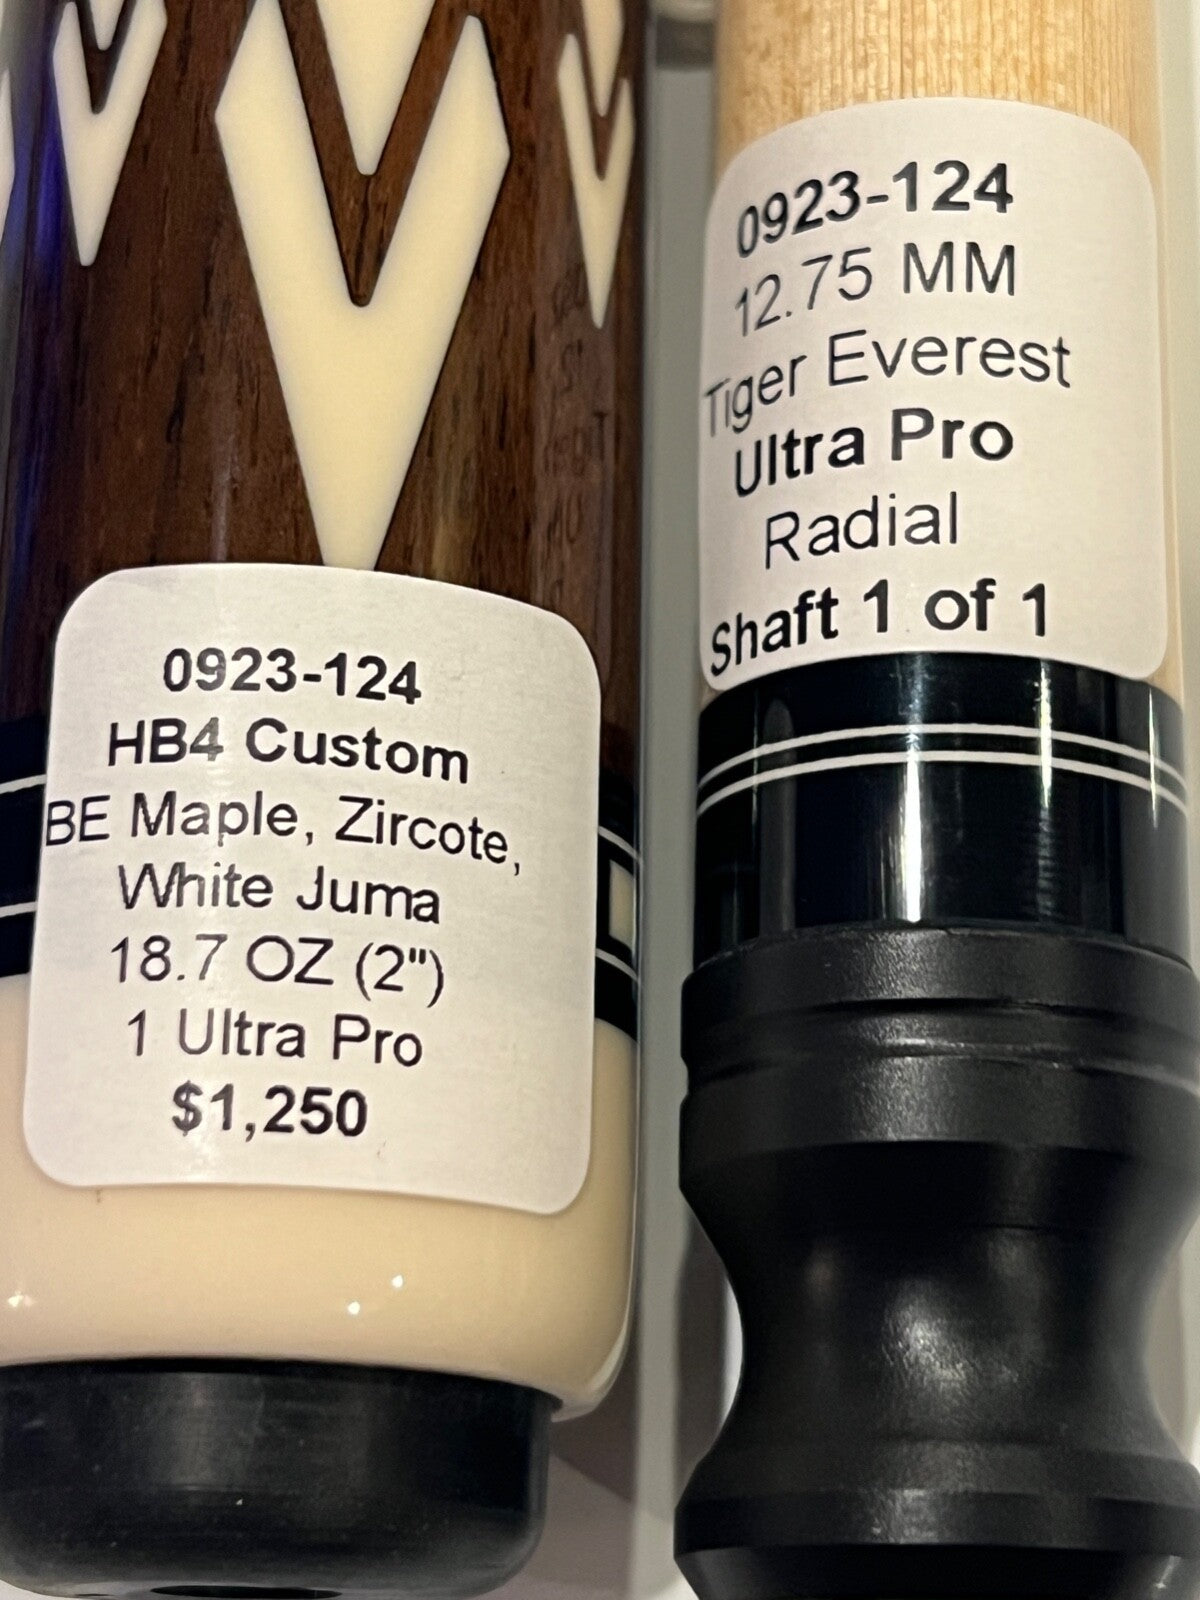 0923-124
HB4 Custom
BE Maple, Zircote,
White Juma
18.7 OZ (2")
1 Ultra Pro
$1,250
0923-124
12.75 MM
Tiger Everest
Ultra Pro
Radial
Shaft 1 of 1